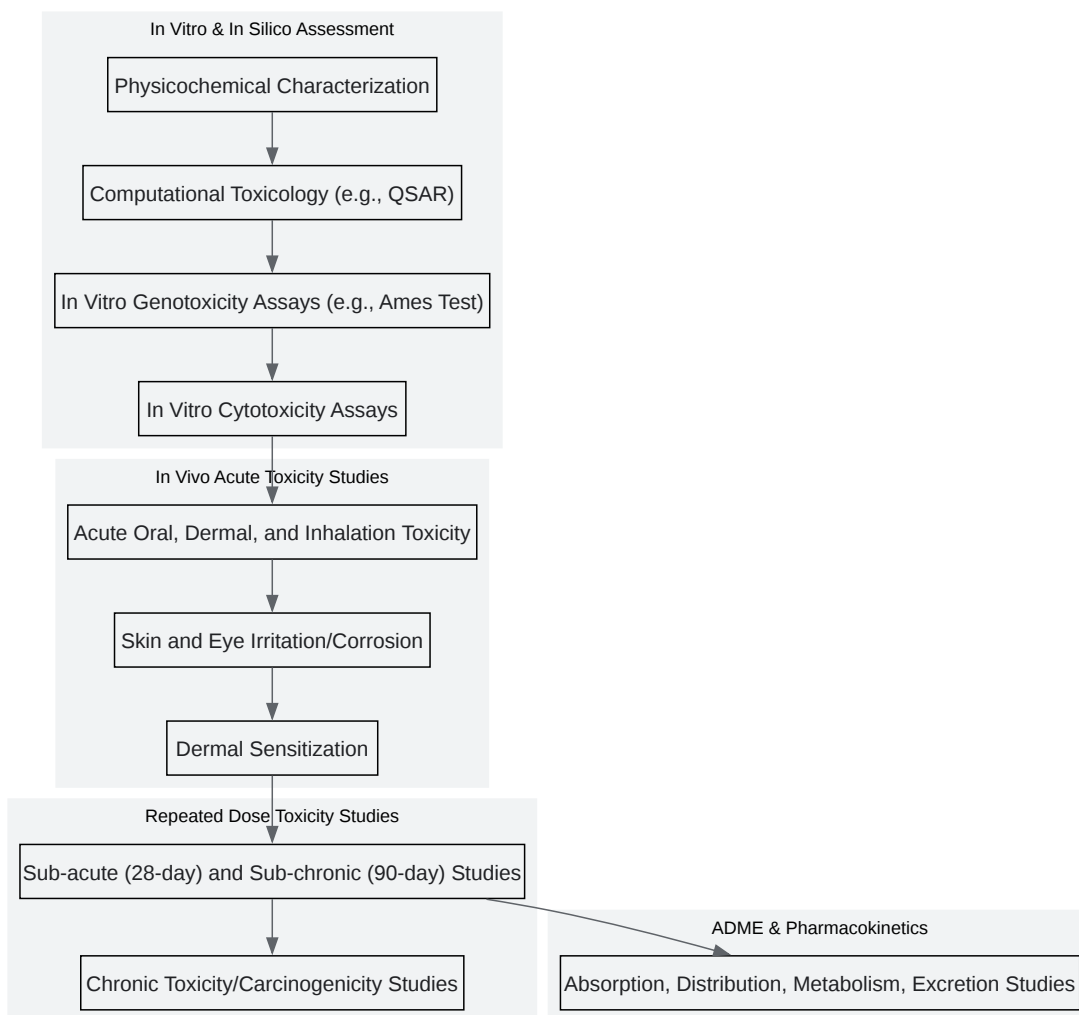 In Vitro & In Silico Assessment
Physicochemical Characterization
Computational Toxicology (e.g., QSAR)
In Vitro Genotoxicity Assays (e.g., Ames Test)
In Vitro Cytotoxicity Assays
In Vivo Acute Toxicity Studies
Acute Oral, Dermal, and Inhalation Toxicity
Skin and Eye Irritation/Corrosion
Dermal Sensitization
Repeated Dose Toxicity Studies
Sub-acute (28-day) and Sub-chronic (90-day) Studies
Chronic Toxicity/Carcinogenicity Studies
ADME & Pharmacokinetics
Absorption, Distribution, Metabolism, Excretion Studies